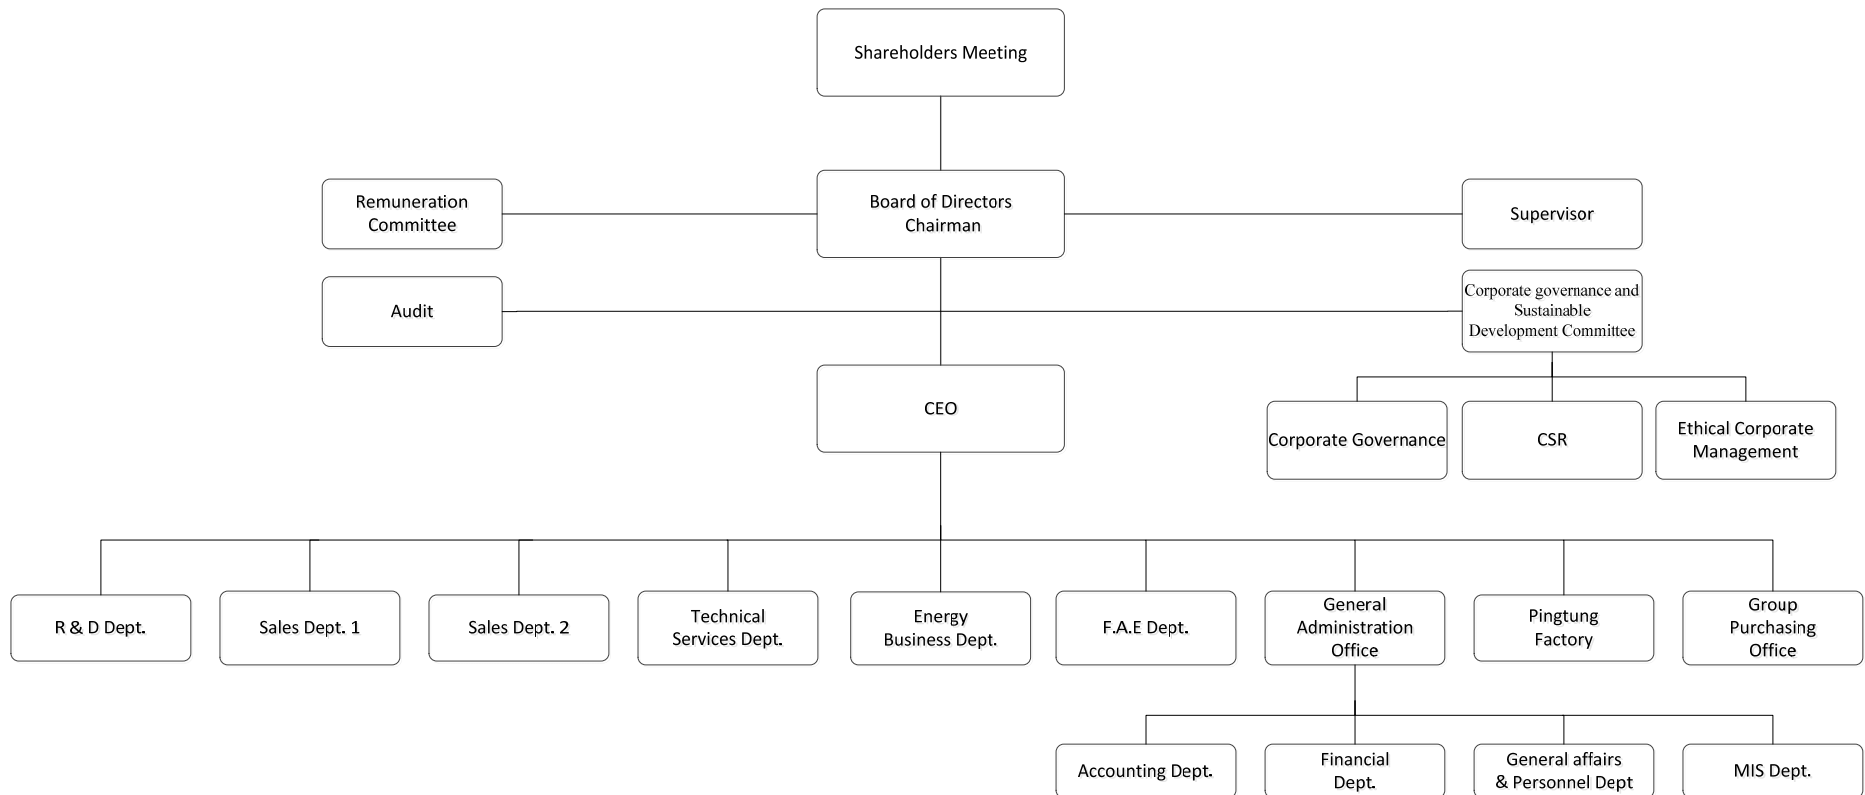 Shareholders Meeting
Remuneration
Committee
Board of Directors
Chairman
Supervisor
Audit
Corporate governance and
Sustainable
Development Committee
CEO
Corporate Governance
CSR
Ethical Corporate
Management
R & D Dept.
Sales Dept. 1
Sales Dept. 2
Technical
Services Dept.
Energy
Business Dept.
F.A.E Dept.
General
Administration
Office
Pingtung
Factory
Group
Purchasing
Office
Accounting Dept.
Financial
Dept.
General affairs
& Personnel Dept
MIS Dept.